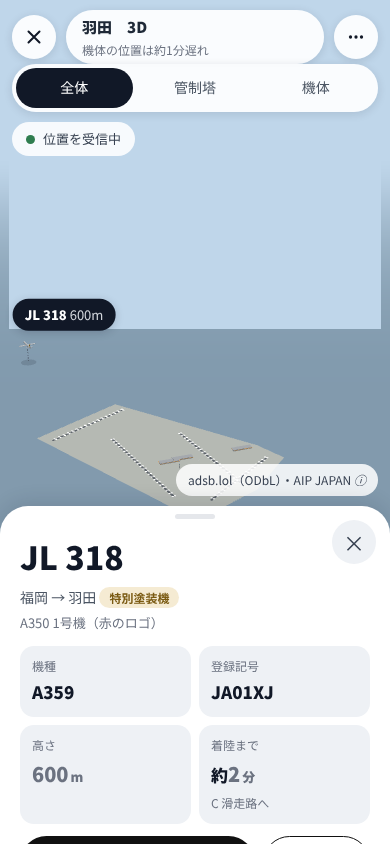 羽田 3D
機体の位置は約1分遅れ
全体
管制塔
機体
位置を受信中
JL 318 600m
adsb.lol（ODbL）・AIP JAPAN ⓘ
JL 318
福岡 → 羽田 特別塗装機
A350 1号機（赤のロゴ）
機種
A359
登録記号
JA01XJ
高さ
600 m
着陸まで
約2 分
C 滑走路へ